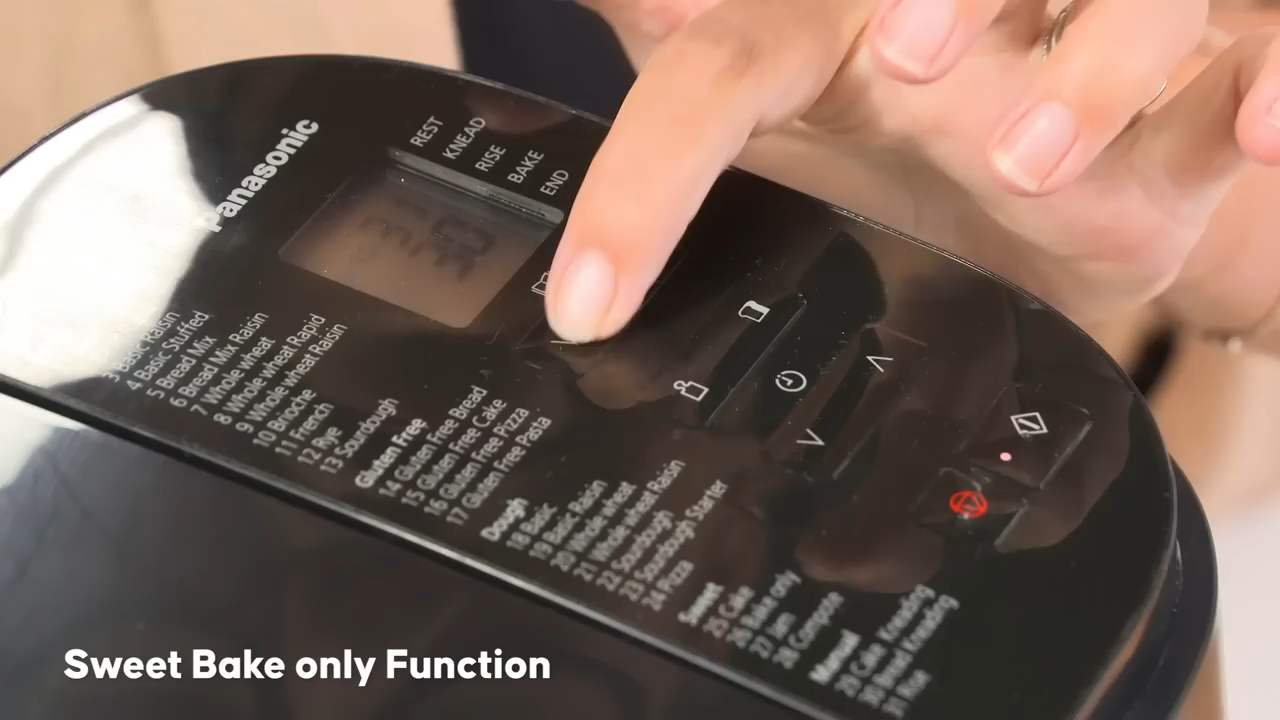 Panasonic
REST
KNEAD
RISE
BAKE
END
3 Basic Raisin
4 Basic Stuffed
5 Bread Mix
6 Bread Mix Raisin
7 Whole wheat
8 Whole wheat Rapid
9 Whole wheat Raisin
10 Brioche
11 French
12 Rye
13 Sourdough
Gluten Free
14 Gluten Free Bread
15 Gluten Free Cake
16 Gluten Free Pizza
17 Gluten Free Pasta
Dough
18 Basic
19 Basic Raisin
20 Whole wheat
21 Whole wheat Raisin
22 Sourdough
23 Sourdough Starter
24 Pizza
Sweet
25 Cake
26 Bake only
27 Jam
28 Compote
Manual
29 Cake Kneading
30 Bread Kneading
31 Rise
Sweet Bake only Function